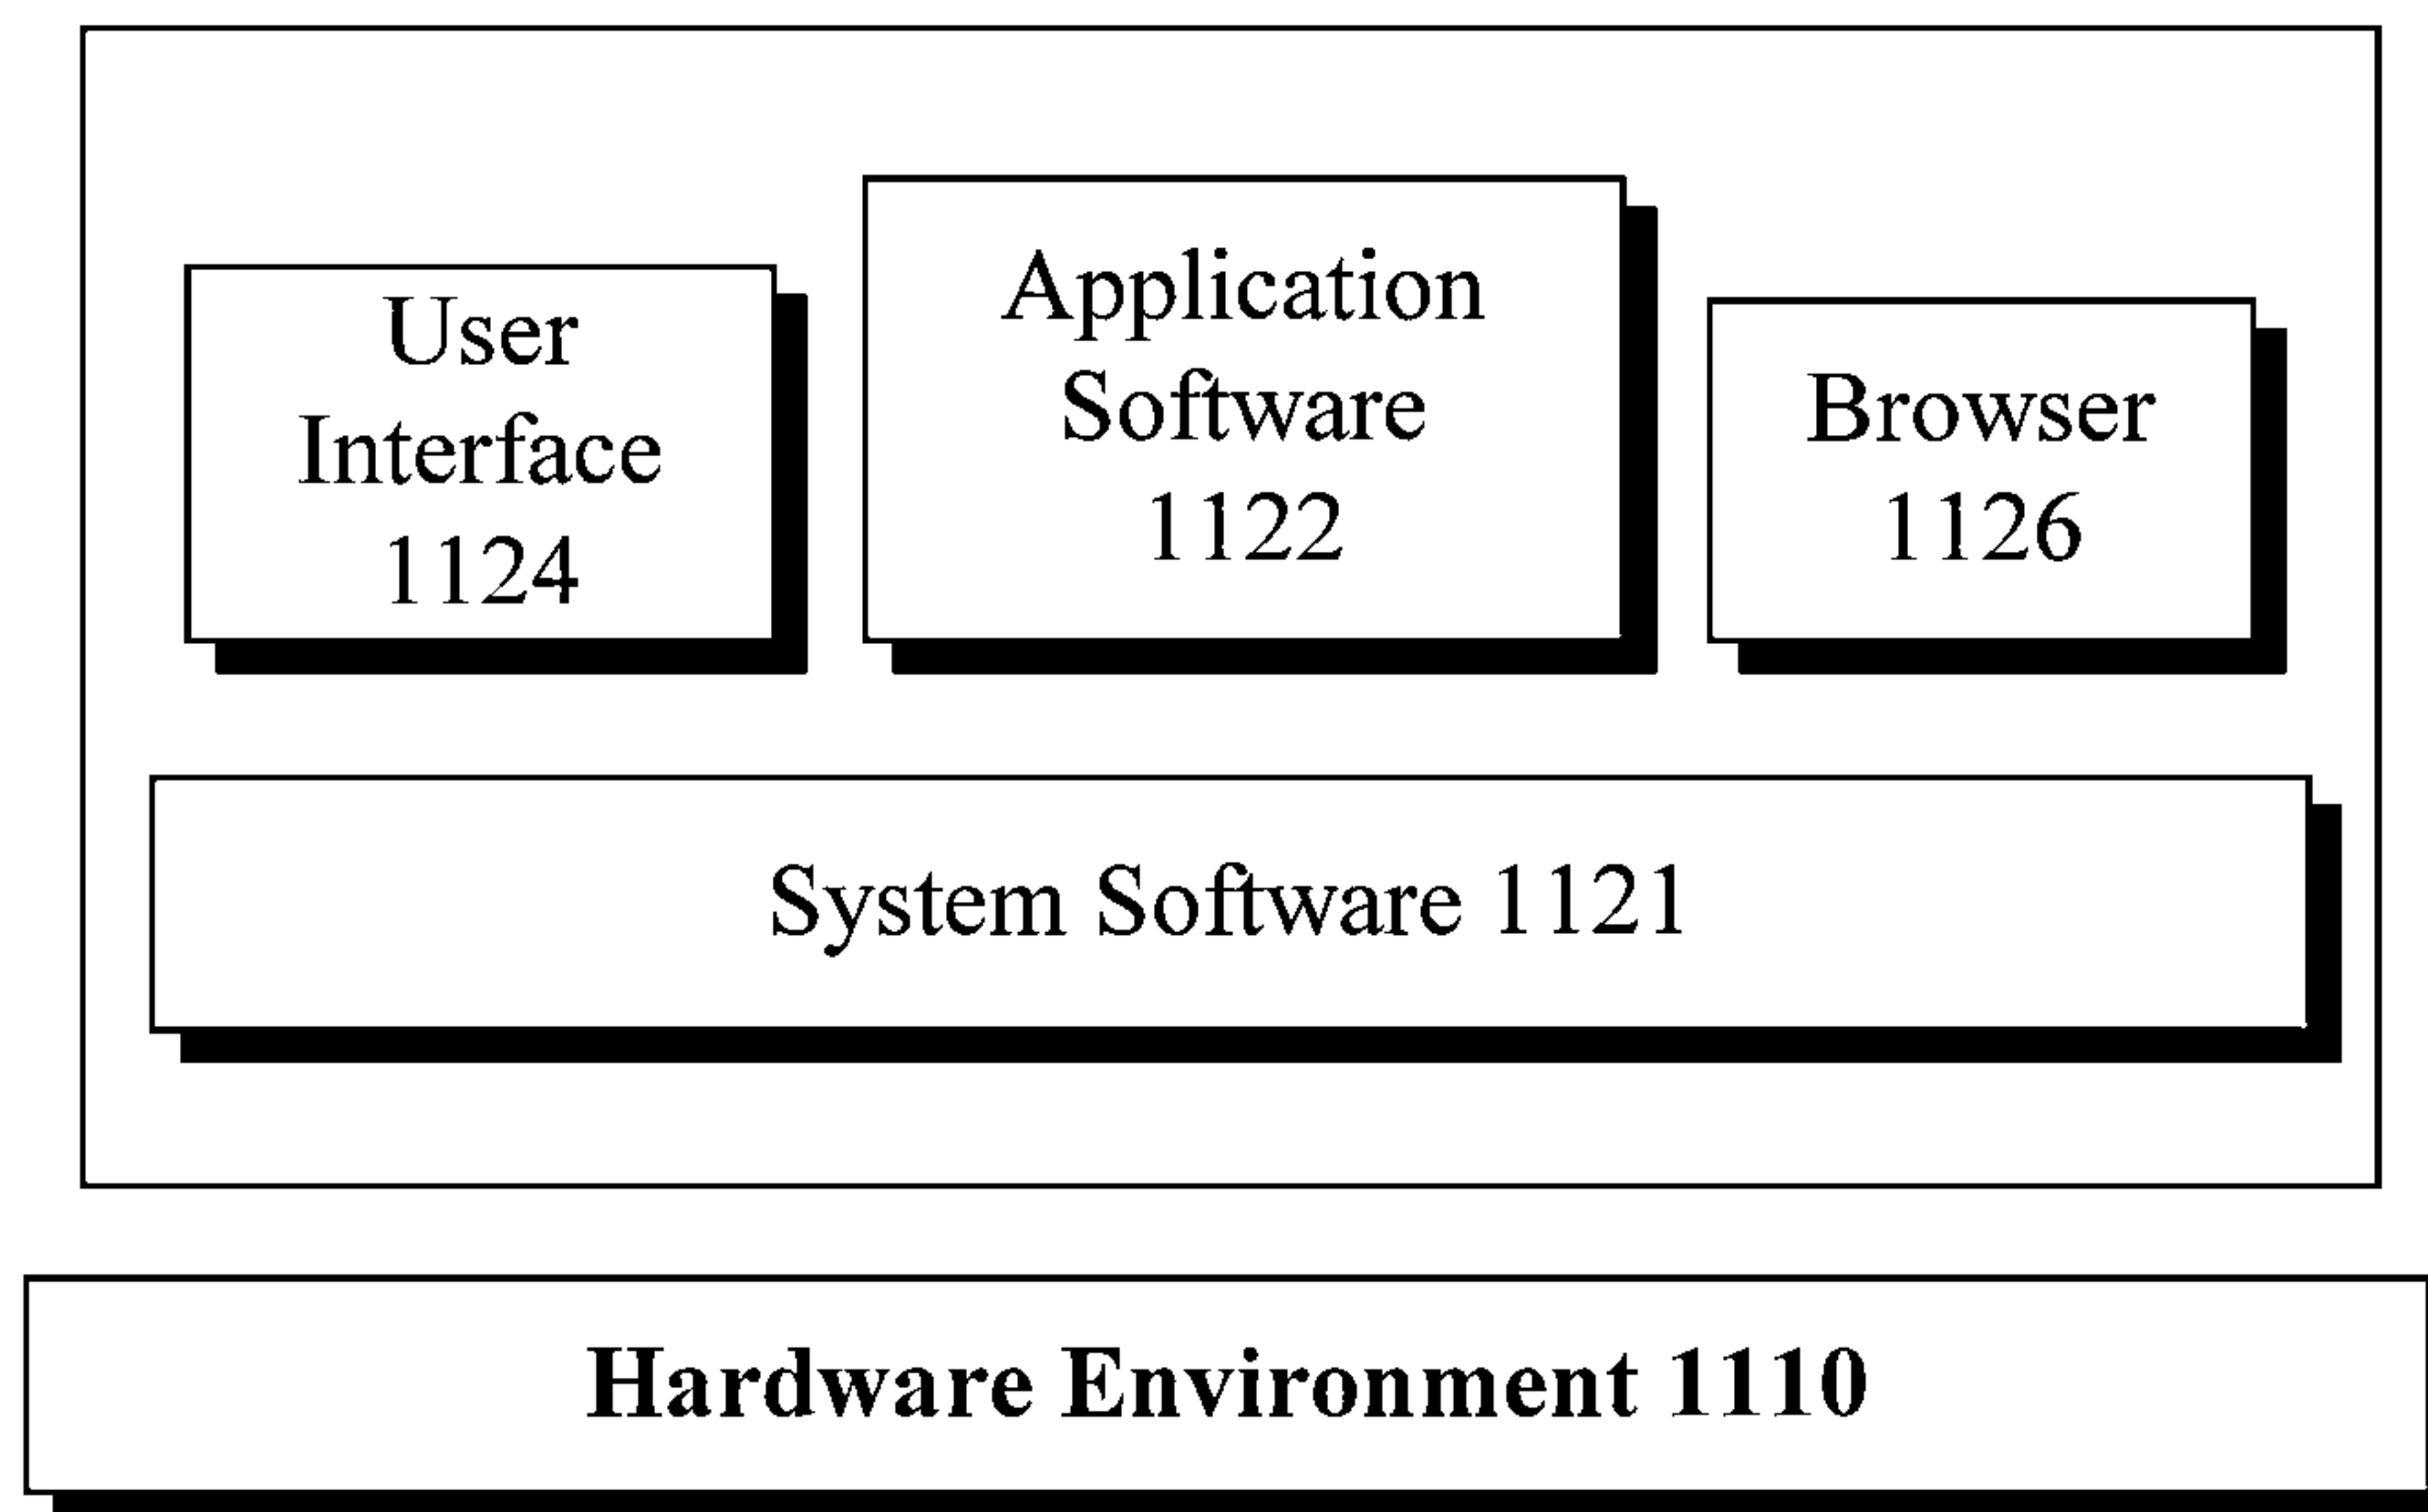 User
Interface
1124
Application
Software
1122
Browser
1126
System Software 1121
Hardware Environment 1110